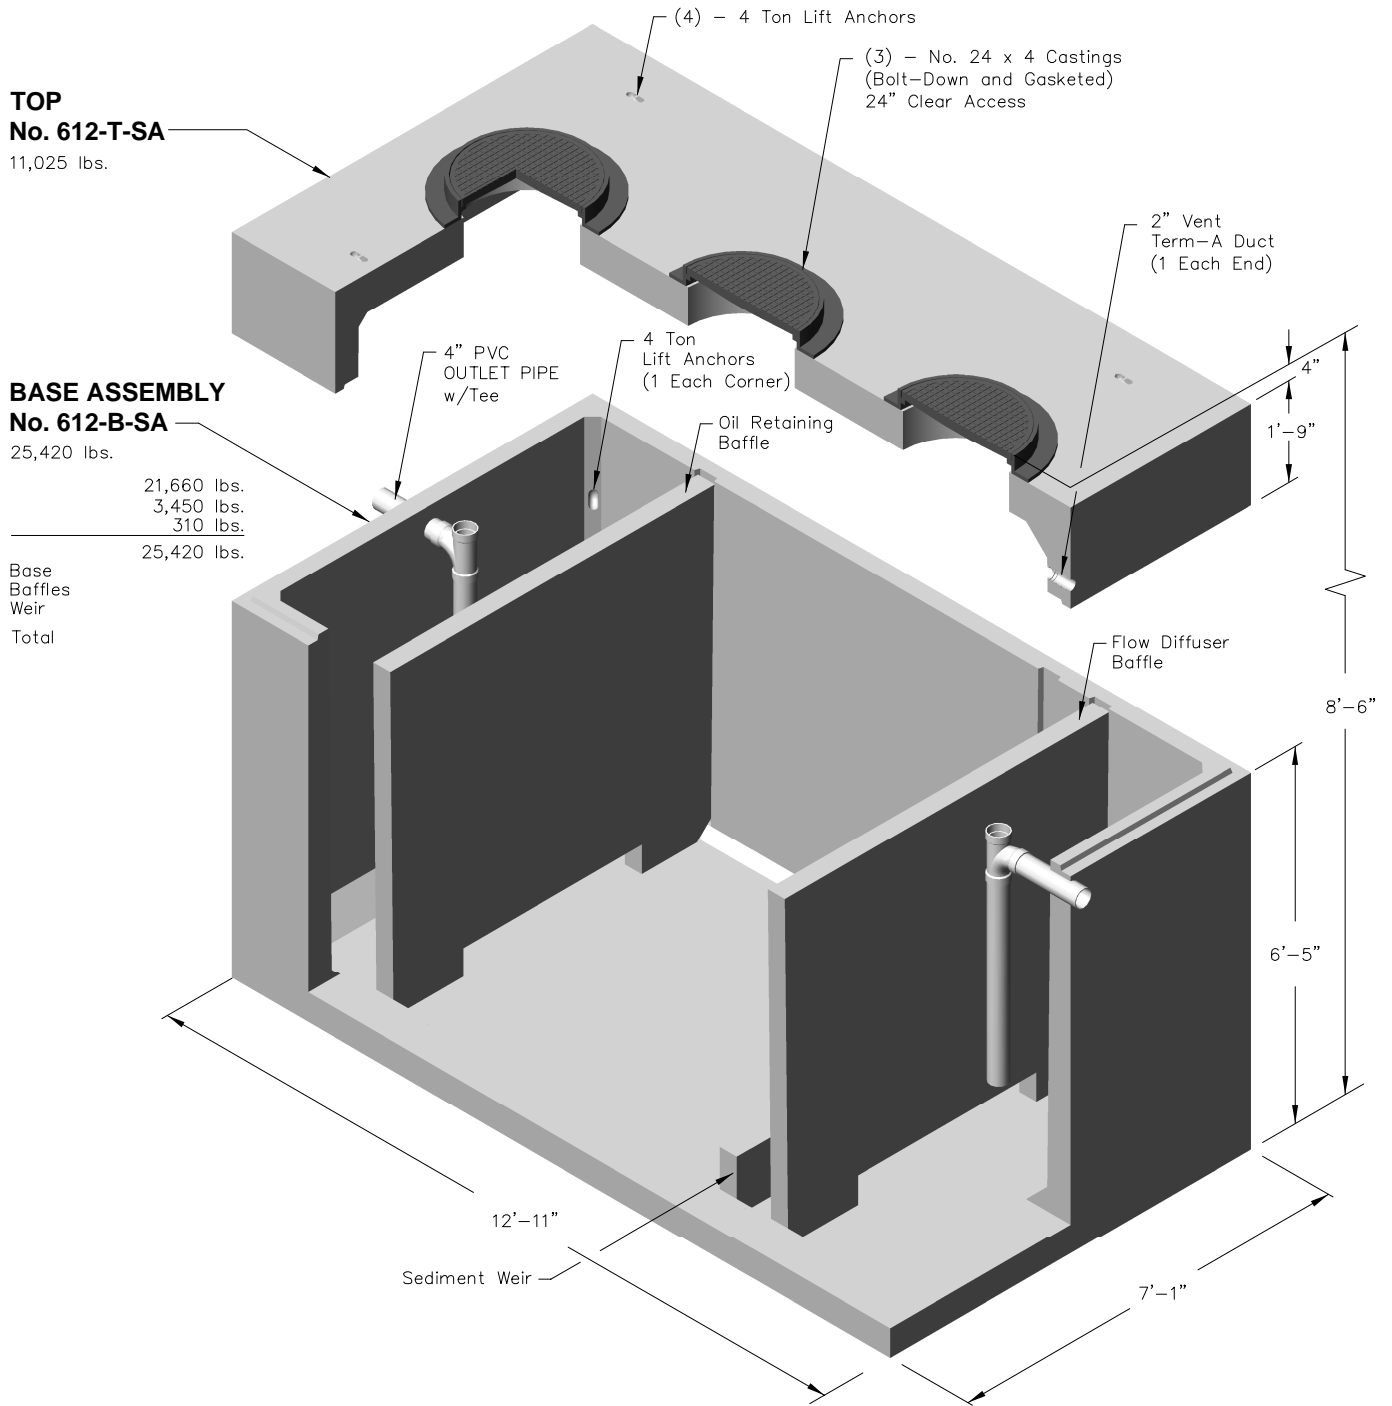 (4) – 4 Ton Lift Anchors
(3) – No. 24 x 4 Castings
(Bolt–Down and Gasketed)
24” Clear Access
TOP
No. 612-T-SA
11,025 lbs.
2” Vent
Term–A Duct
(1 Each End)
4”
1’–9”
4” PVC
OUTLET PIPE
w/Tee
4 Ton
Lift Anchors
(1 Each Corner)
Oil Retaining
Baffle
BASE ASSEMBLY
No. 612-B-SA
25,420 lbs.
21,660 lbs.
3,450 lbs.
310 lbs.
25,420 lbs.
Base
Baffles
Weir
Total
Flow Diffuser
Baffle
8’–6”
6’–5”
12’–11”
Sediment Weir
7’–1”